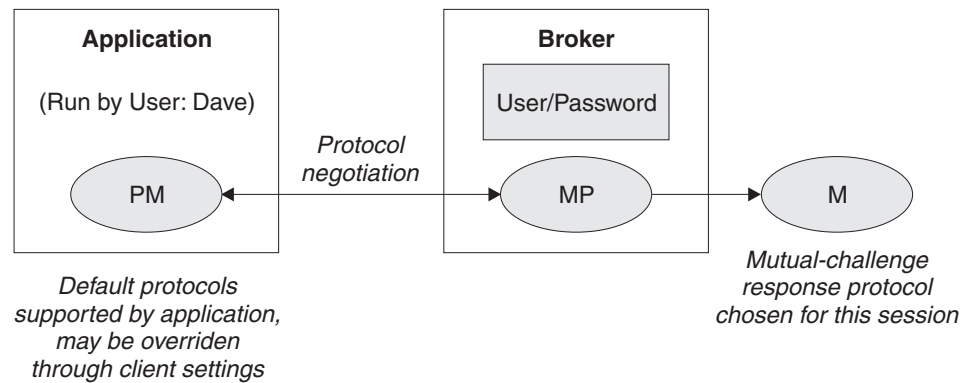 Application
(Run by User: Dave)
PM
Default protocols
supported by application,
may be overriden
through client settings
Protocol
negotiation
Broker
User/Password
MP
M
Mutual-challenge
response protocol
chosen for this session